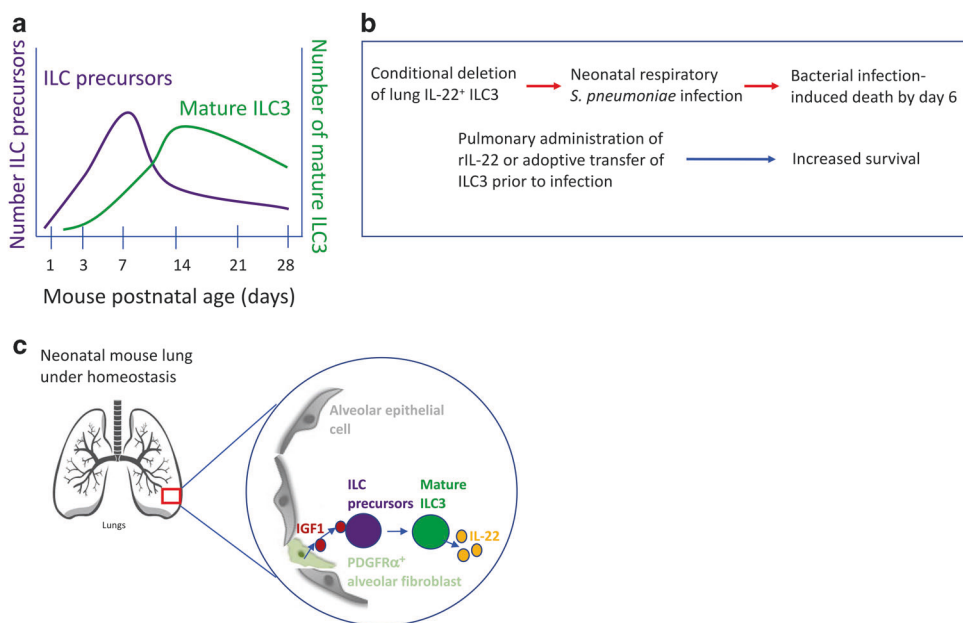 a
Number ILC precursors
ILC precursors
Mature ILC3
Number of mature ILC3
1 3 7 14 21 28
Mouse postnatal age (days)
b
Conditional deletion
of lung IL-22⁺ ILC3
Neonatal respiratory
S. pneumoniae infection
Bacterial infection-
induced death by day 6
Pulmonary administration of
rIL-22 or adoptive transfer of
ILC3 prior to infection
Increased survival
c
Neonatal mouse lung
under homeostasis
Lungs
Alveolar epithelial
cell
ILC
precursors
Mature
ILC3
IGF1
IL-22
PDGFRα⁺
alveolar fibroblast